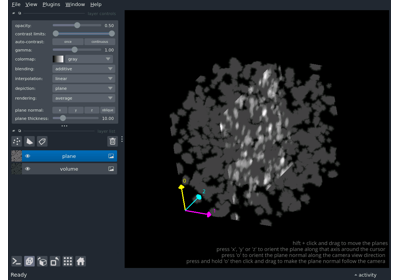 File View Plugins Window Help
opacity: 0.50
contrast limits:
auto-contrast: once continuous
gamma: 1.00
colormap: gray
blending: additive
interpolation: linear
depiction: plane
rendering: average
plane normal: x y z oblique
plane thickness: 10.00
plane
volume
shift + click and drag to move the planes
press 'x', 'y' or 'z' to orient the plane along that axis around the cursor
press 'o' to orient the plane normal along the camera view direction
press and hold 'o' then click and drag to make the plane normal follow the camera
Ready
activity